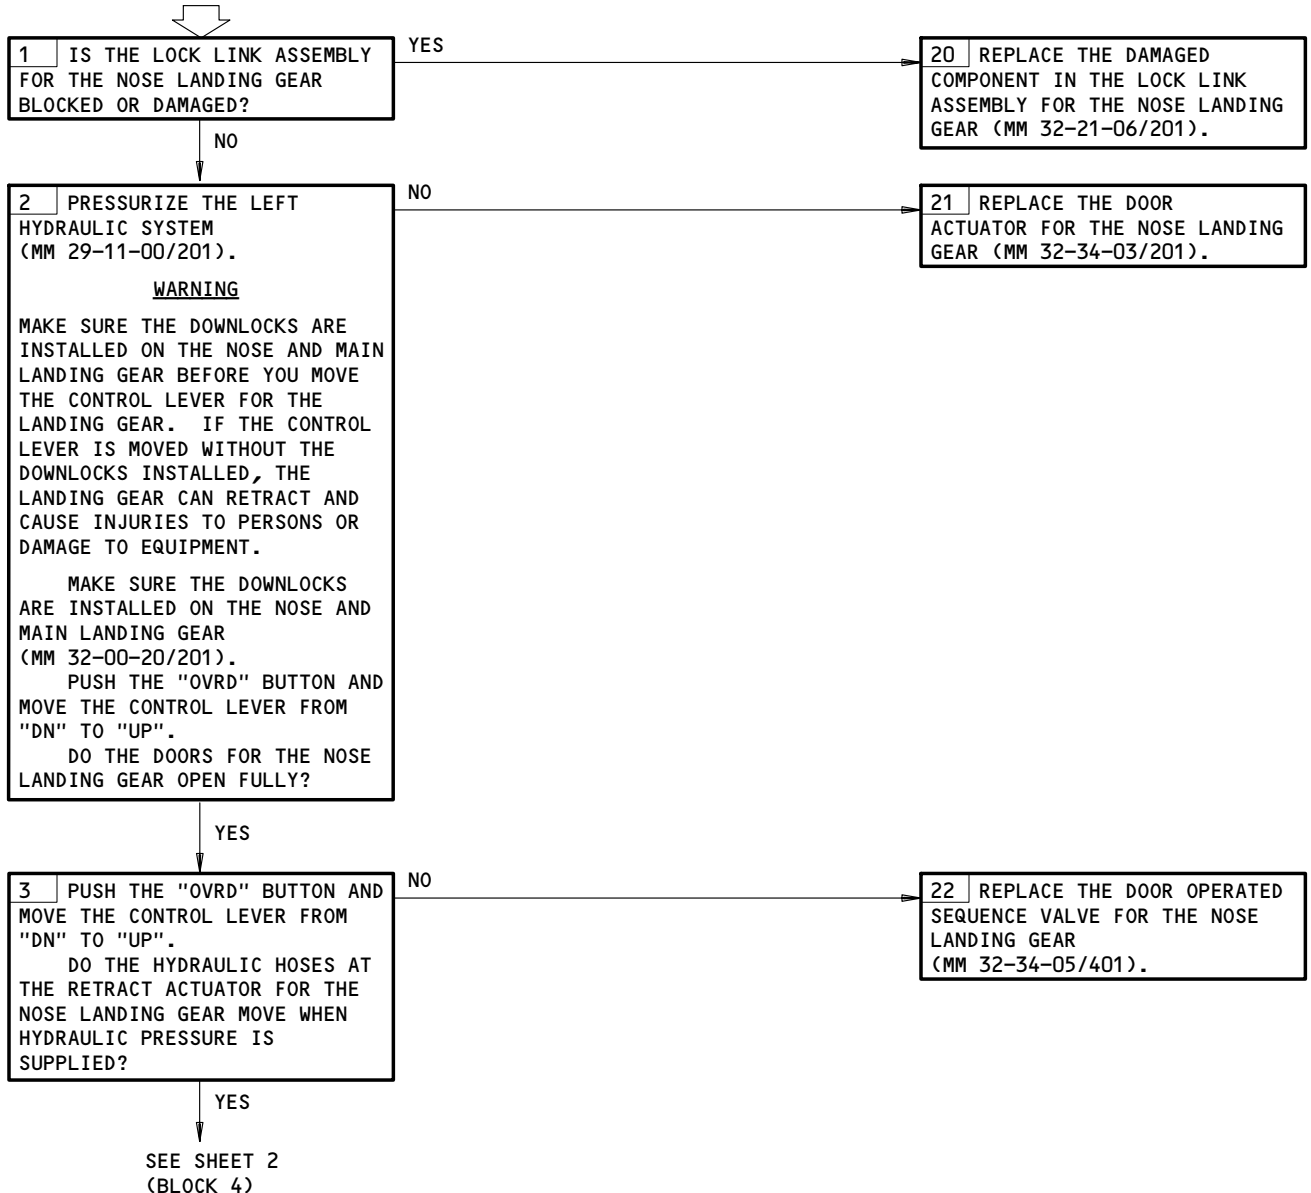 1 IS THE LOCK LINK ASSEMBLY
FOR THE NOSE LANDING GEAR
BLOCKED OR DAMAGED?
YES
20 REPLACE THE DAMAGED
COMPONENT IN THE LOCK LINK
ASSEMBLY FOR THE NOSE LANDING
GEAR (MM 32-21-06/201).
NO
2 PRESSURIZE THE LEFT
HYDRAULIC SYSTEM
(MM 29-11-00/201).
WARNING
MAKE SURE THE DOWNLOCKS ARE
INSTALLED ON THE NOSE AND MAIN
LANDING GEAR BEFORE YOU MOVE
THE CONTROL LEVER FOR THE
LANDING GEAR. IF THE CONTROL
LEVER IS MOVED WITHOUT THE
DOWNLOCKS INSTALLED, THE
LANDING GEAR CAN RETRACT AND
CAUSE INJURIES TO PERSONS OR
DAMAGE TO EQUIPMENT.
MAKE SURE THE DOWNLOCKS
ARE INSTALLED ON THE NOSE AND
MAIN LANDING GEAR
(MM 32-00-20/201).
PUSH THE "OVRD" BUTTON AND
MOVE THE CONTROL LEVER FROM
"DN" TO "UP".
DO THE DOORS FOR THE NOSE
LANDING GEAR OPEN FULLY?
NO
21 REPLACE THE DOOR
ACTUATOR FOR THE NOSE LANDING
GEAR (MM 32-34-03/201).
YES
3 PUSH THE "OVRD" BUTTON AND
MOVE THE CONTROL LEVER FROM
"DN" TO "UP".
DO THE HYDRAULIC HOSES AT
THE RETRACT ACTUATOR FOR THE
NOSE LANDING GEAR MOVE WHEN
HYDRAULIC PRESSURE IS
SUPPLIED?
NO
22 REPLACE THE DOOR OPERATED
SEQUENCE VALVE FOR THE NOSE
LANDING GEAR
(MM 32-34-05/401).
YES
SEE SHEET 2
(BLOCK 4)